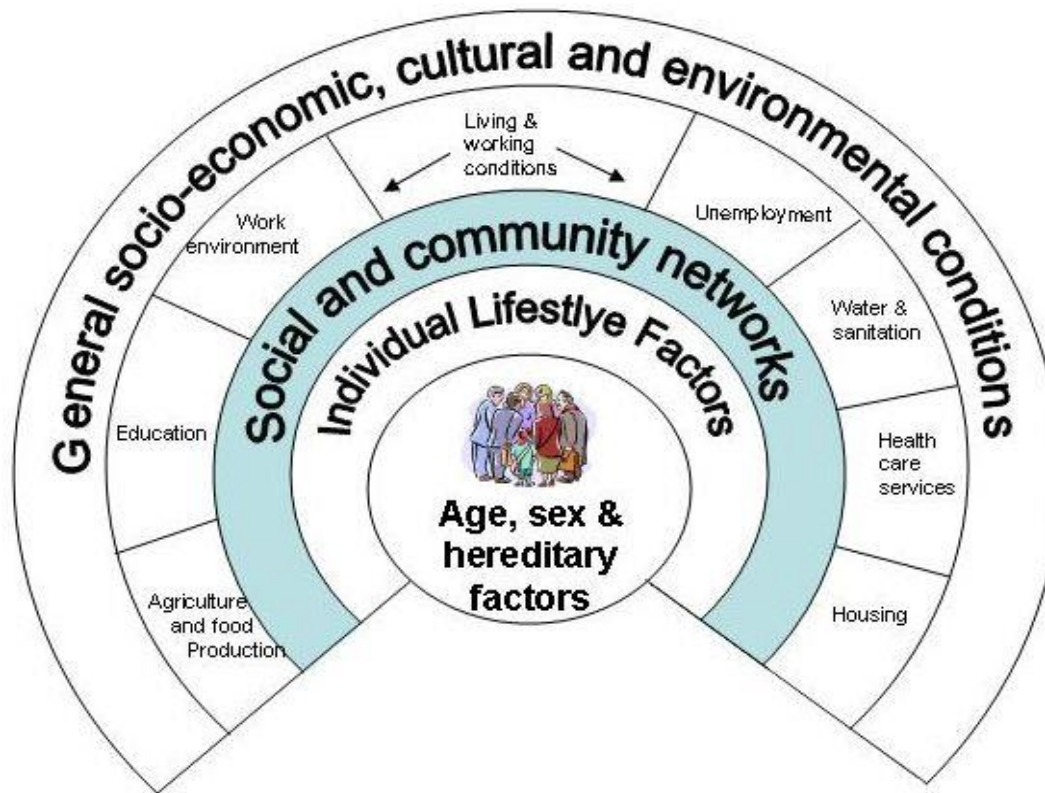 General socio-economic, cultural and environmental conditions
Living &
working
conditions
Work
environment
Unemployment
Water &
sanitation
Education
Health
care
services
Agriculture
and food
Production
Housing
Social and community networks
Individual Lifestlye Factors
Age, sex &
hereditary
factors